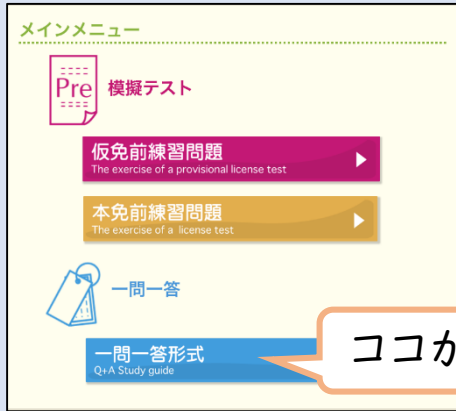 メインメニュー
Pre
模擬テスト
仮免前練習問題
The exercise of a provisional license test
本免前練習問題
The exercise of a license test
一問一答
一問一答形式
Q+A Study guide
ココが